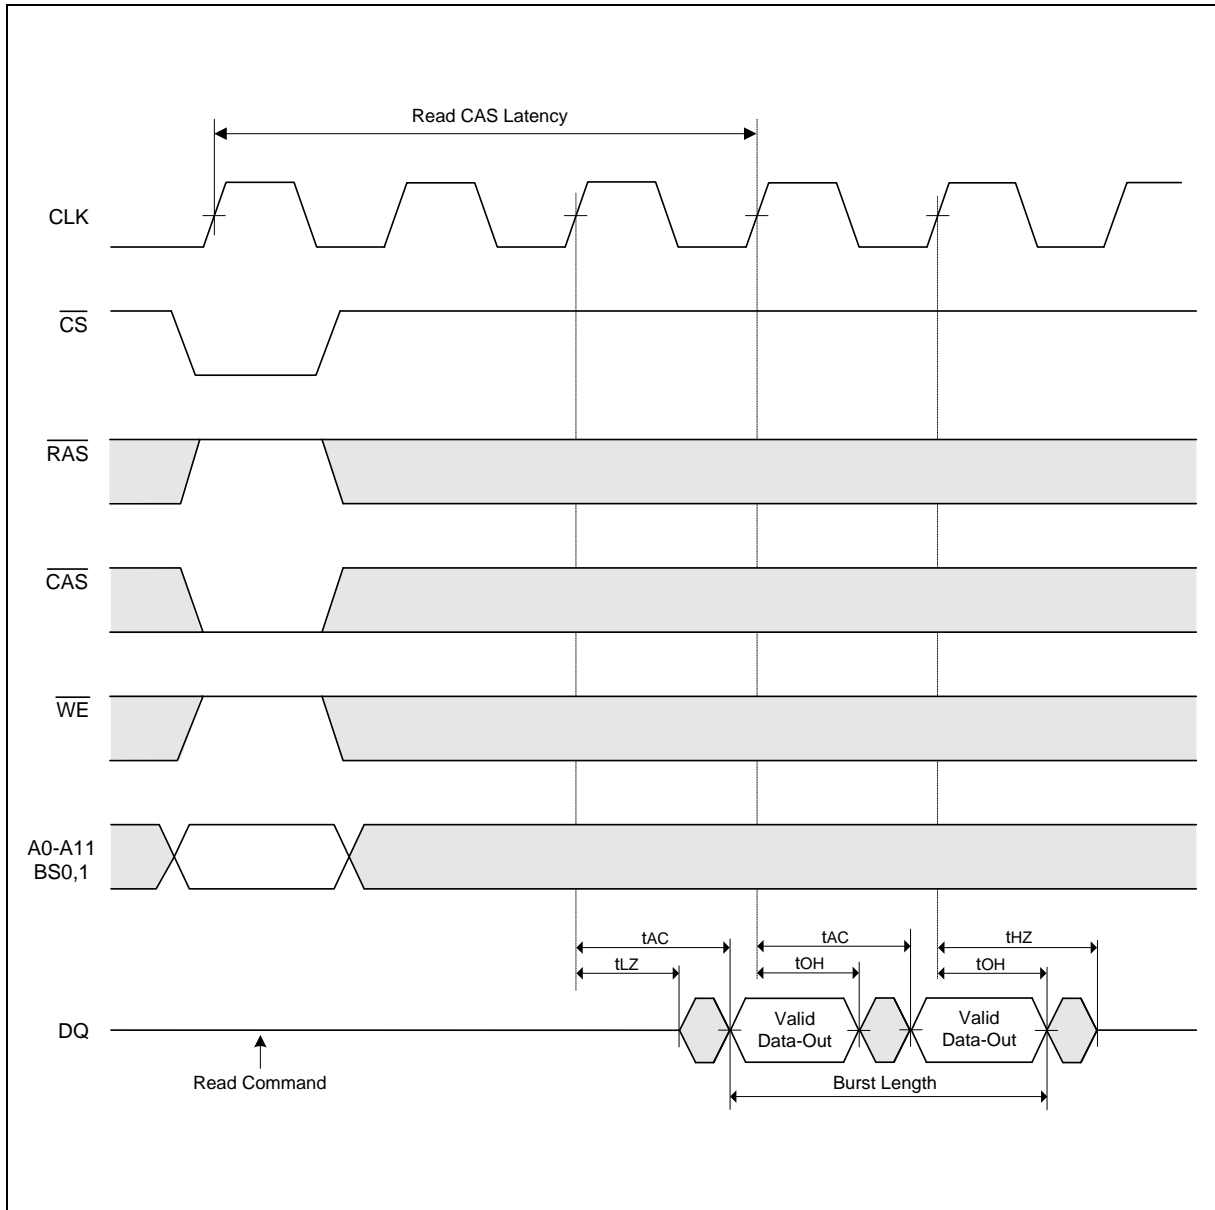 Read CAS Latency
CLK
CS
RAS
CAS
WE
A0-A11
BS0,1
tAC
tAC
tHZ
tLZ
tOH
tOH
DQ
Valid
Data-Out
Valid
Data-Out
Read Command
Burst Length